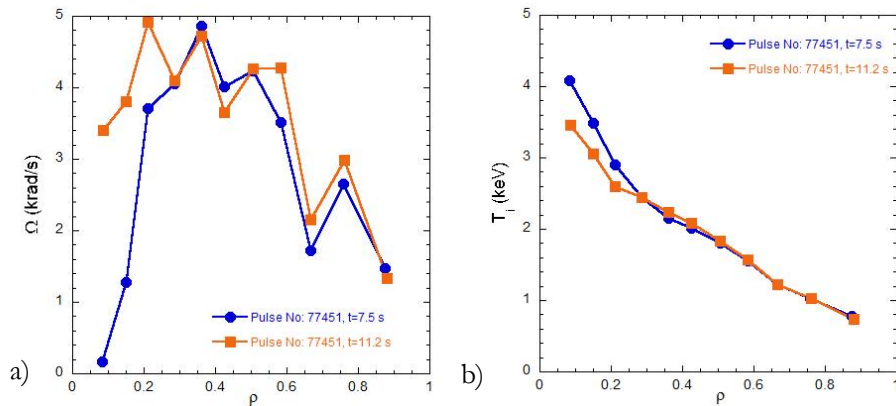 5
4
3
2
1
0
Ω (krad/s)
Pulse No: 77451, t=7.5 s
Pulse No: 77451, t=11.2 s
0 0.2 0.4 0.6 0.8 1
ρ
a)
5
4
3
2
1
0
T_i (keV)
Pulse No: 77451, t=7.5 s
Pulse No: 77451, t=11.2 s
0 0.2 0.4 0.6 0.8 1
ρ
b)